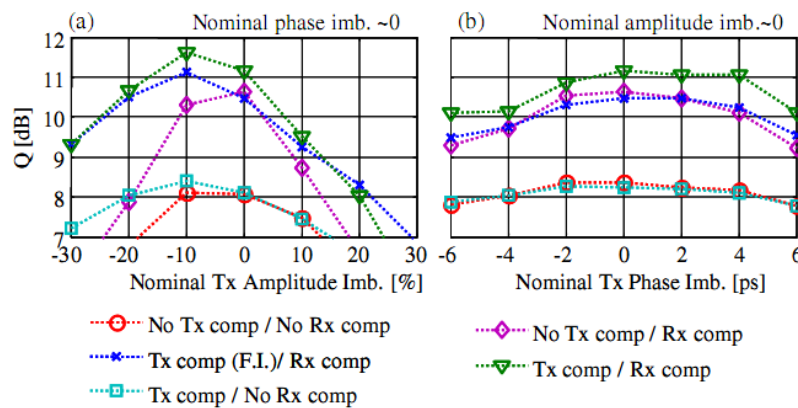 (a) Nominal phase imb. ~0
(b) Nominal amplitude imb.~0
12
11
10
9
8
7
Q [dB]
-30 -20 -10 0 10 20 30
-6 -4 -2 0 2 4 6
Nominal Tx Amplitude Imb. [%]
Nominal Tx Phase Imb. [ps]
No Tx comp / No Rx comp
Tx comp (F.I.)/ Rx comp
Tx comp / No Rx comp
No Tx comp / Rx comp
Tx comp / Rx comp